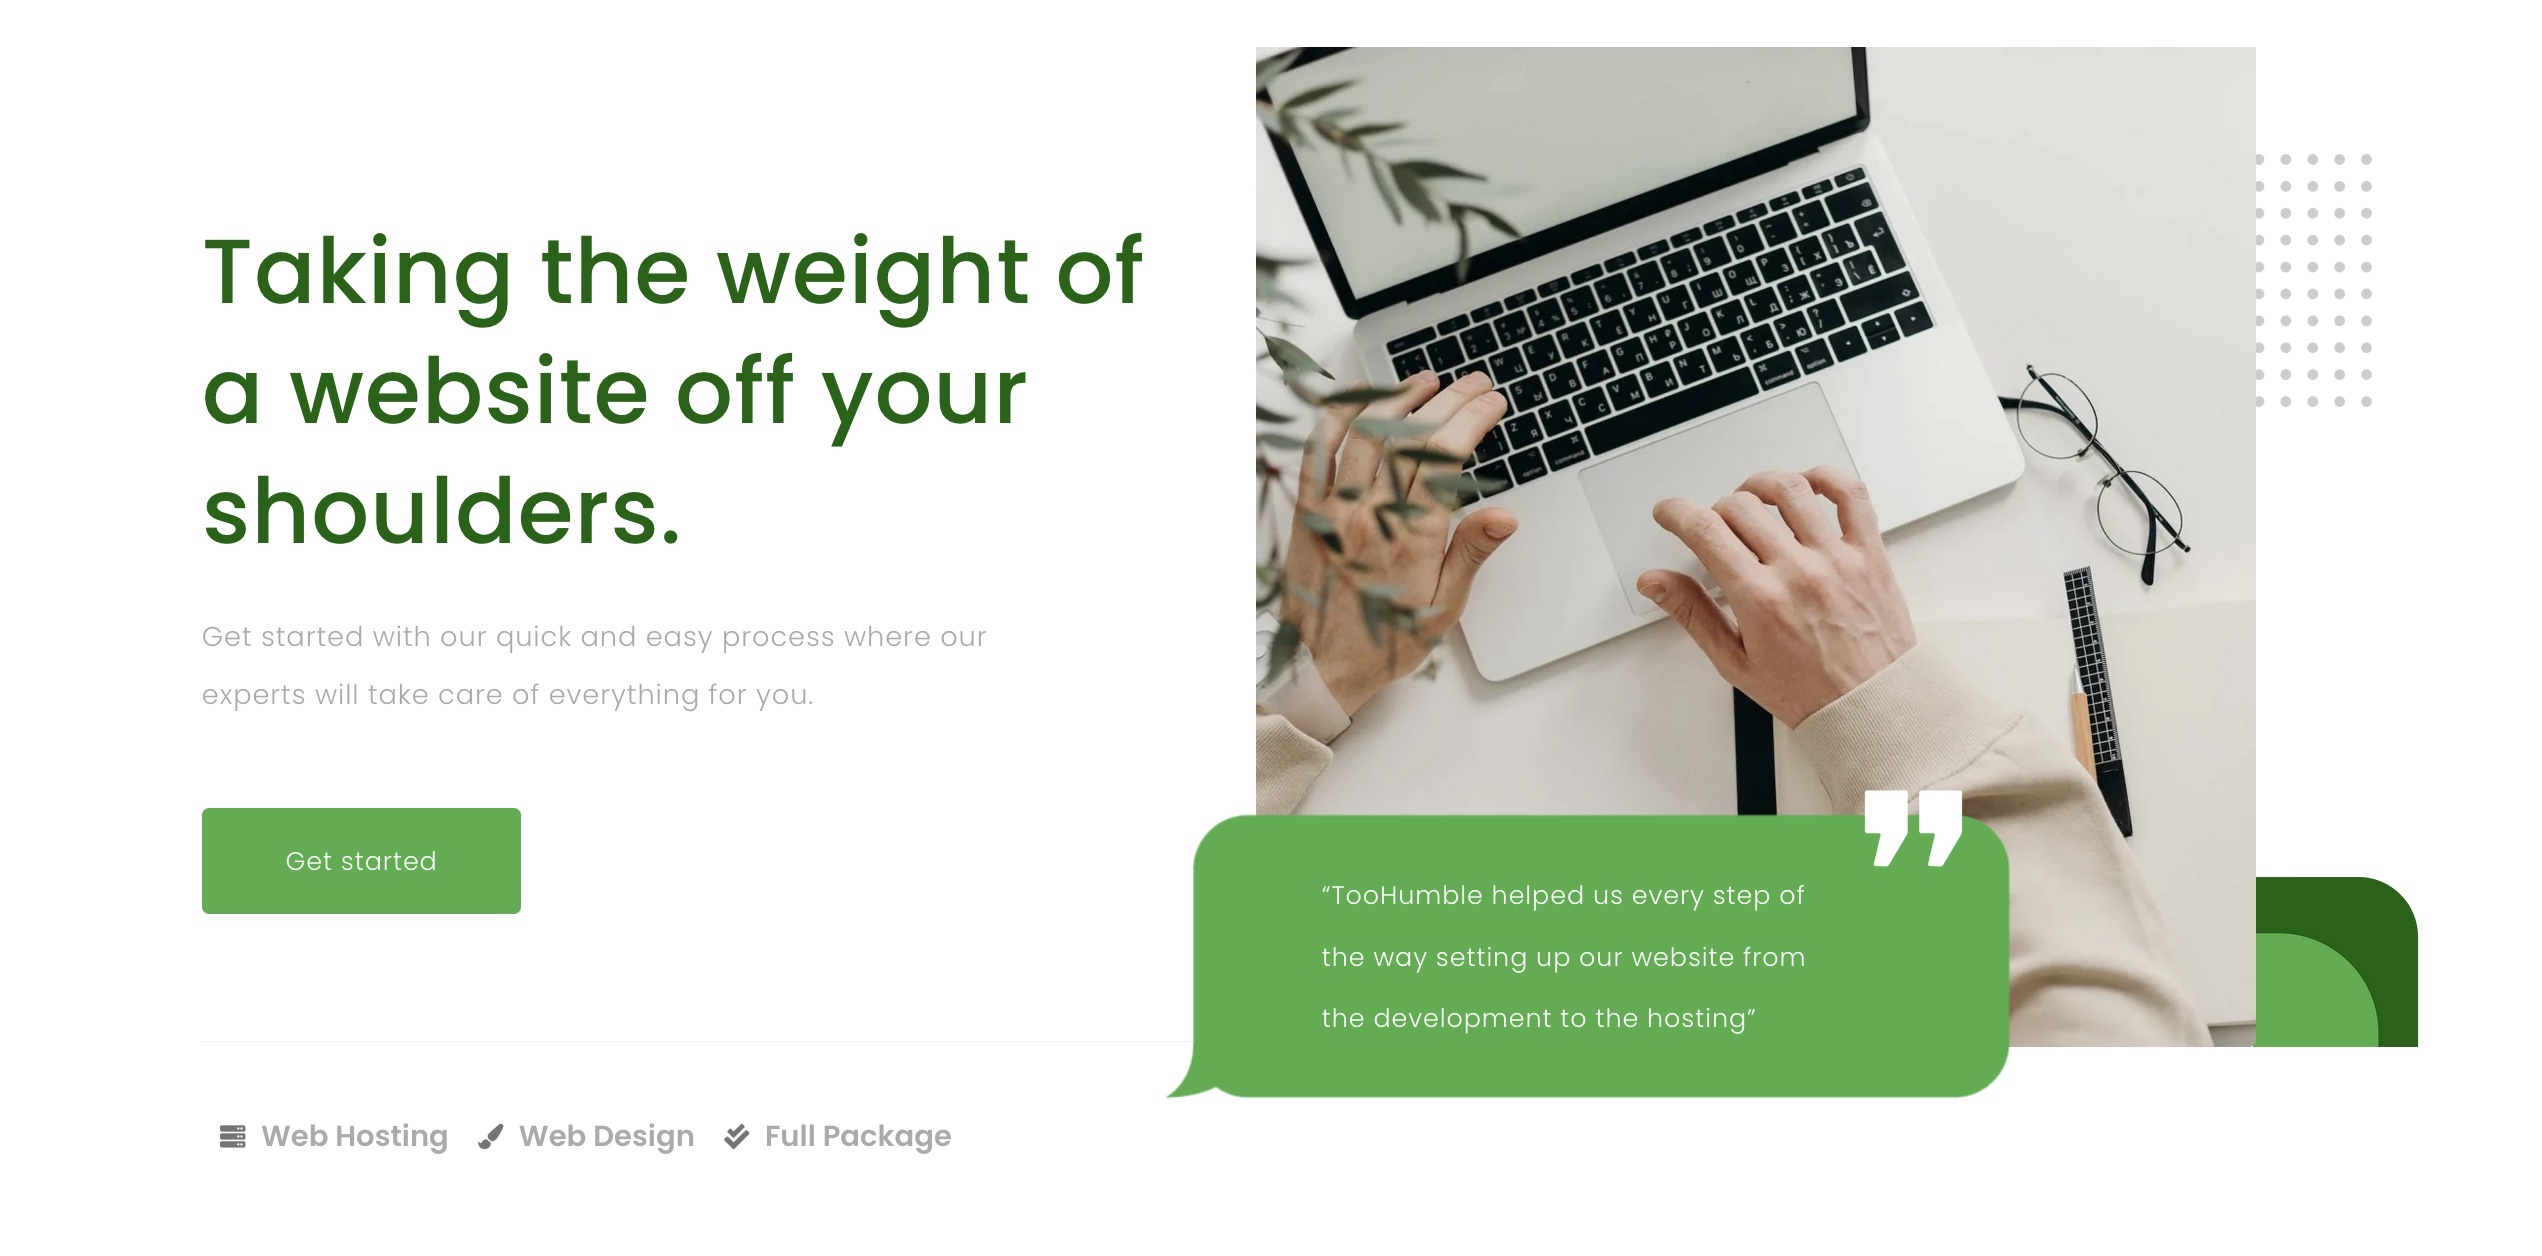 Taking the weight of
a website off your
shoulders.
Get started with our quick and easy process where our
experts will take care of everything for you.
Get started
“TooHumble helped us every step of
the way setting up our website from
the development to the hosting”
Web Hosting
Web Design
Full Package